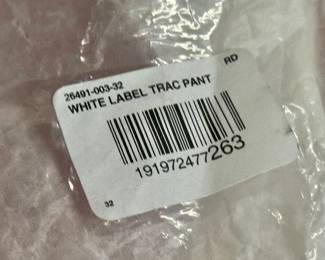 RD
26491-003-32
WHITE LABEL TRAC PANT
191972477263
32